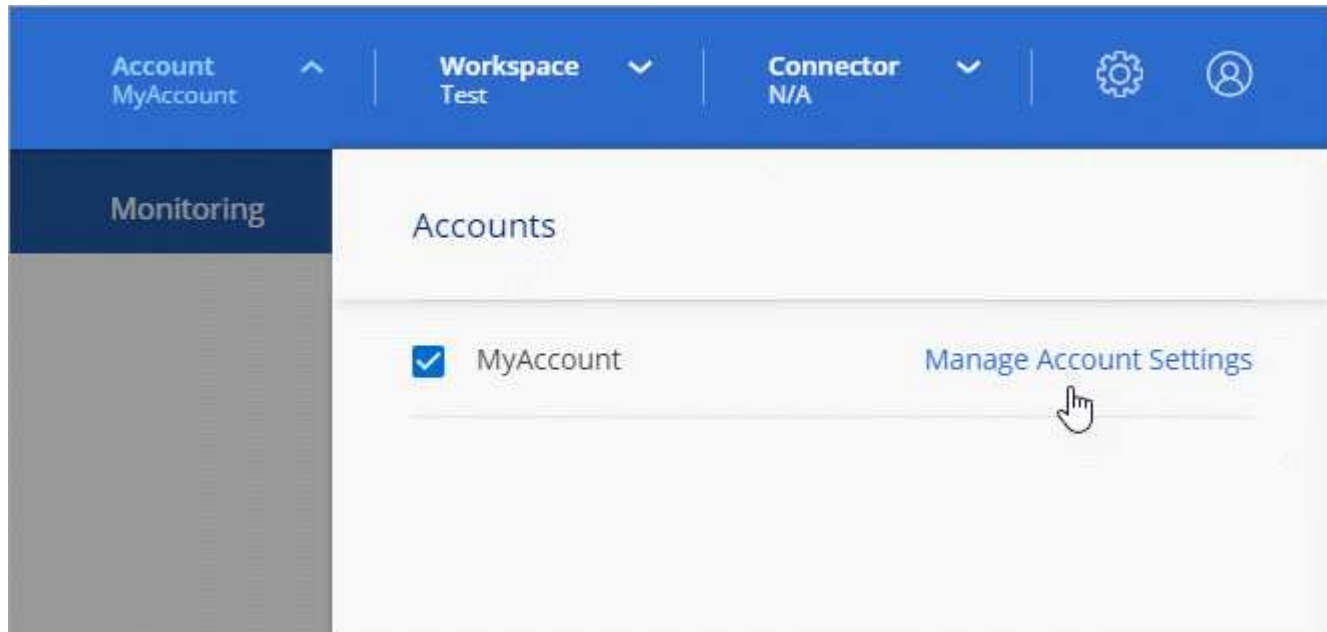 Account
MyAccount
Workspace
Test
Connector
N/A
Monitoring
Accounts
MyAccount
Manage Account Settings